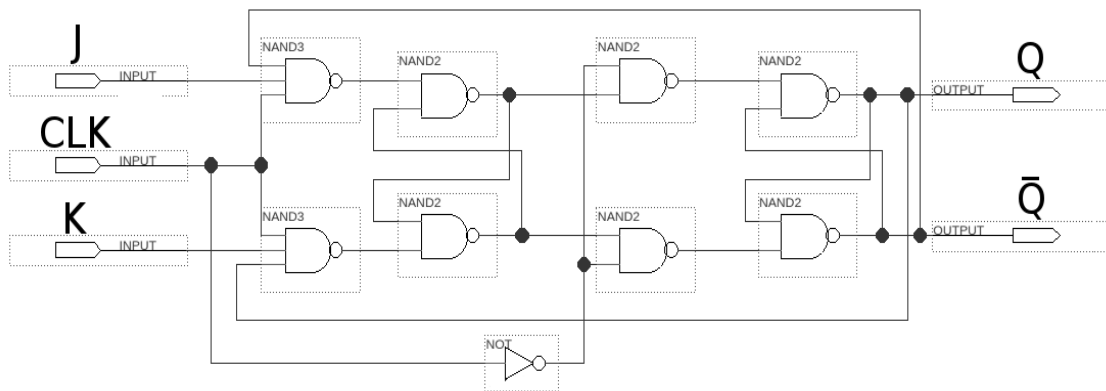 J
INPUT
CLK
INPUT
K
INPUT
NAND3
NAND2
NAND2
NAND2
Q
OUTPUT
NAND3
NAND2
NAND2
NAND2
Q̅
OUTPUT
NOT